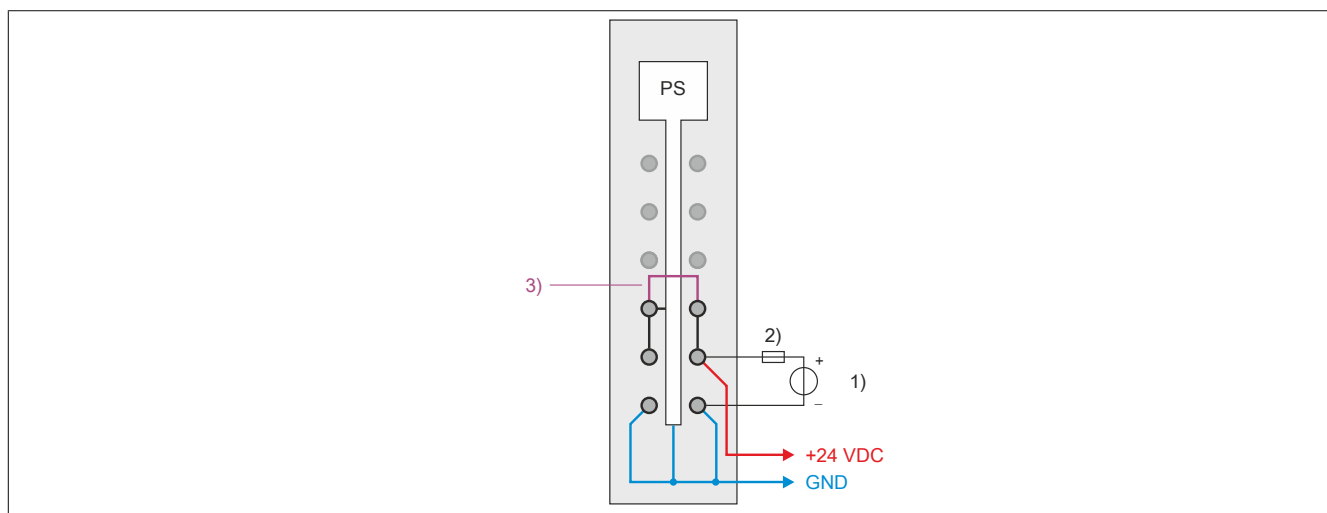 PS
3)
2)
+
1)
–
+24 VDC
GND